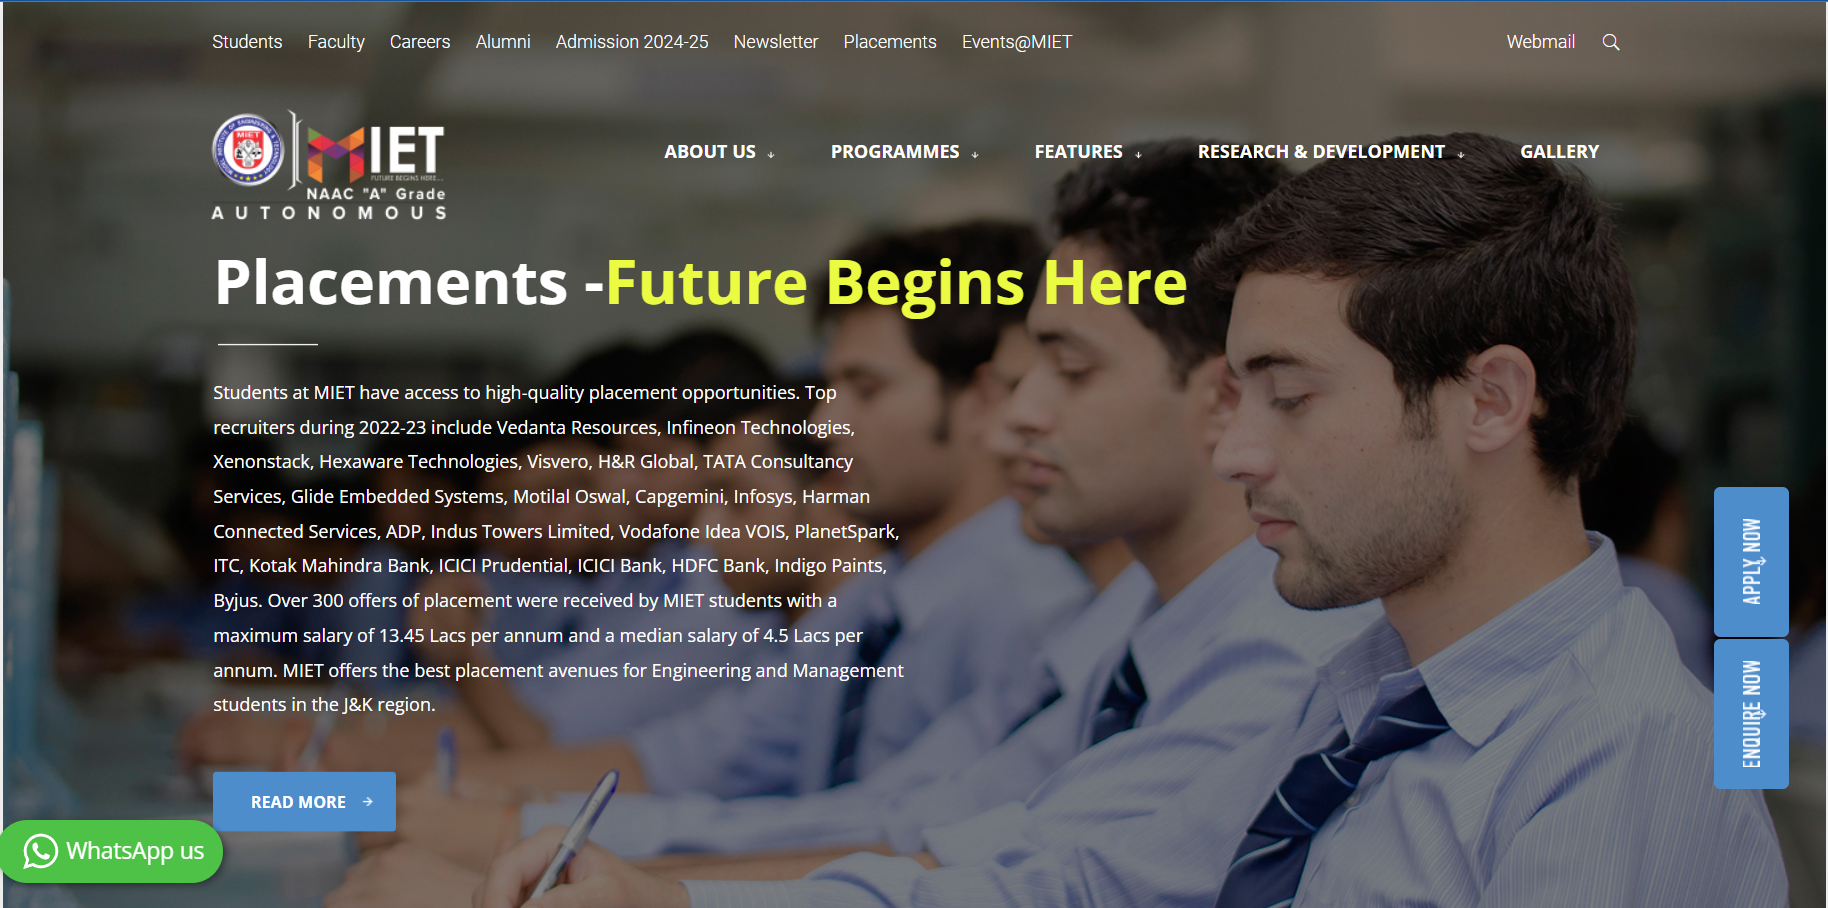 Students Faculty Careers Alumni Admission 2024-25 Newsletter Placements Events@MIET Webmail
MIET
MIET
FUTURE BEGINS HERE...
NAAC "A" Grade
AUTONOMOUS
ABOUT US PROGRAMMES FEATURES RESEARCH & DEVELOPMENT GALLERY
Placements -Future Begins Here
Students at MIET have access to high-quality placement opportunities. Top
recruiters during 2022-23 include Vedanta Resources, Infineon Technologies,
Xenonstack, Hexaware Technologies, Visvero, H&R Global, TATA Consultancy
Services, Glide Embedded Systems, Motilal Oswal, Capgemini, Infosys, Harman
Connected Services, ADP, Indus Towers Limited, Vodafone Idea VOIS, PlanetSpark,
ITC, Kotak Mahindra Bank, ICICI Prudential, ICICI Bank, HDFC Bank, Indigo Paints,
Byjus. Over 300 offers of placement were received by MIET students with a
maximum salary of 13.45 Lacs per annum and a median salary of 4.5 Lacs per
annum. MIET offers the best placement avenues for Engineering and Management
students in the J&K region.
READ MORE
WhatsApp us
APPLY NOW
ENQUIRE NOW